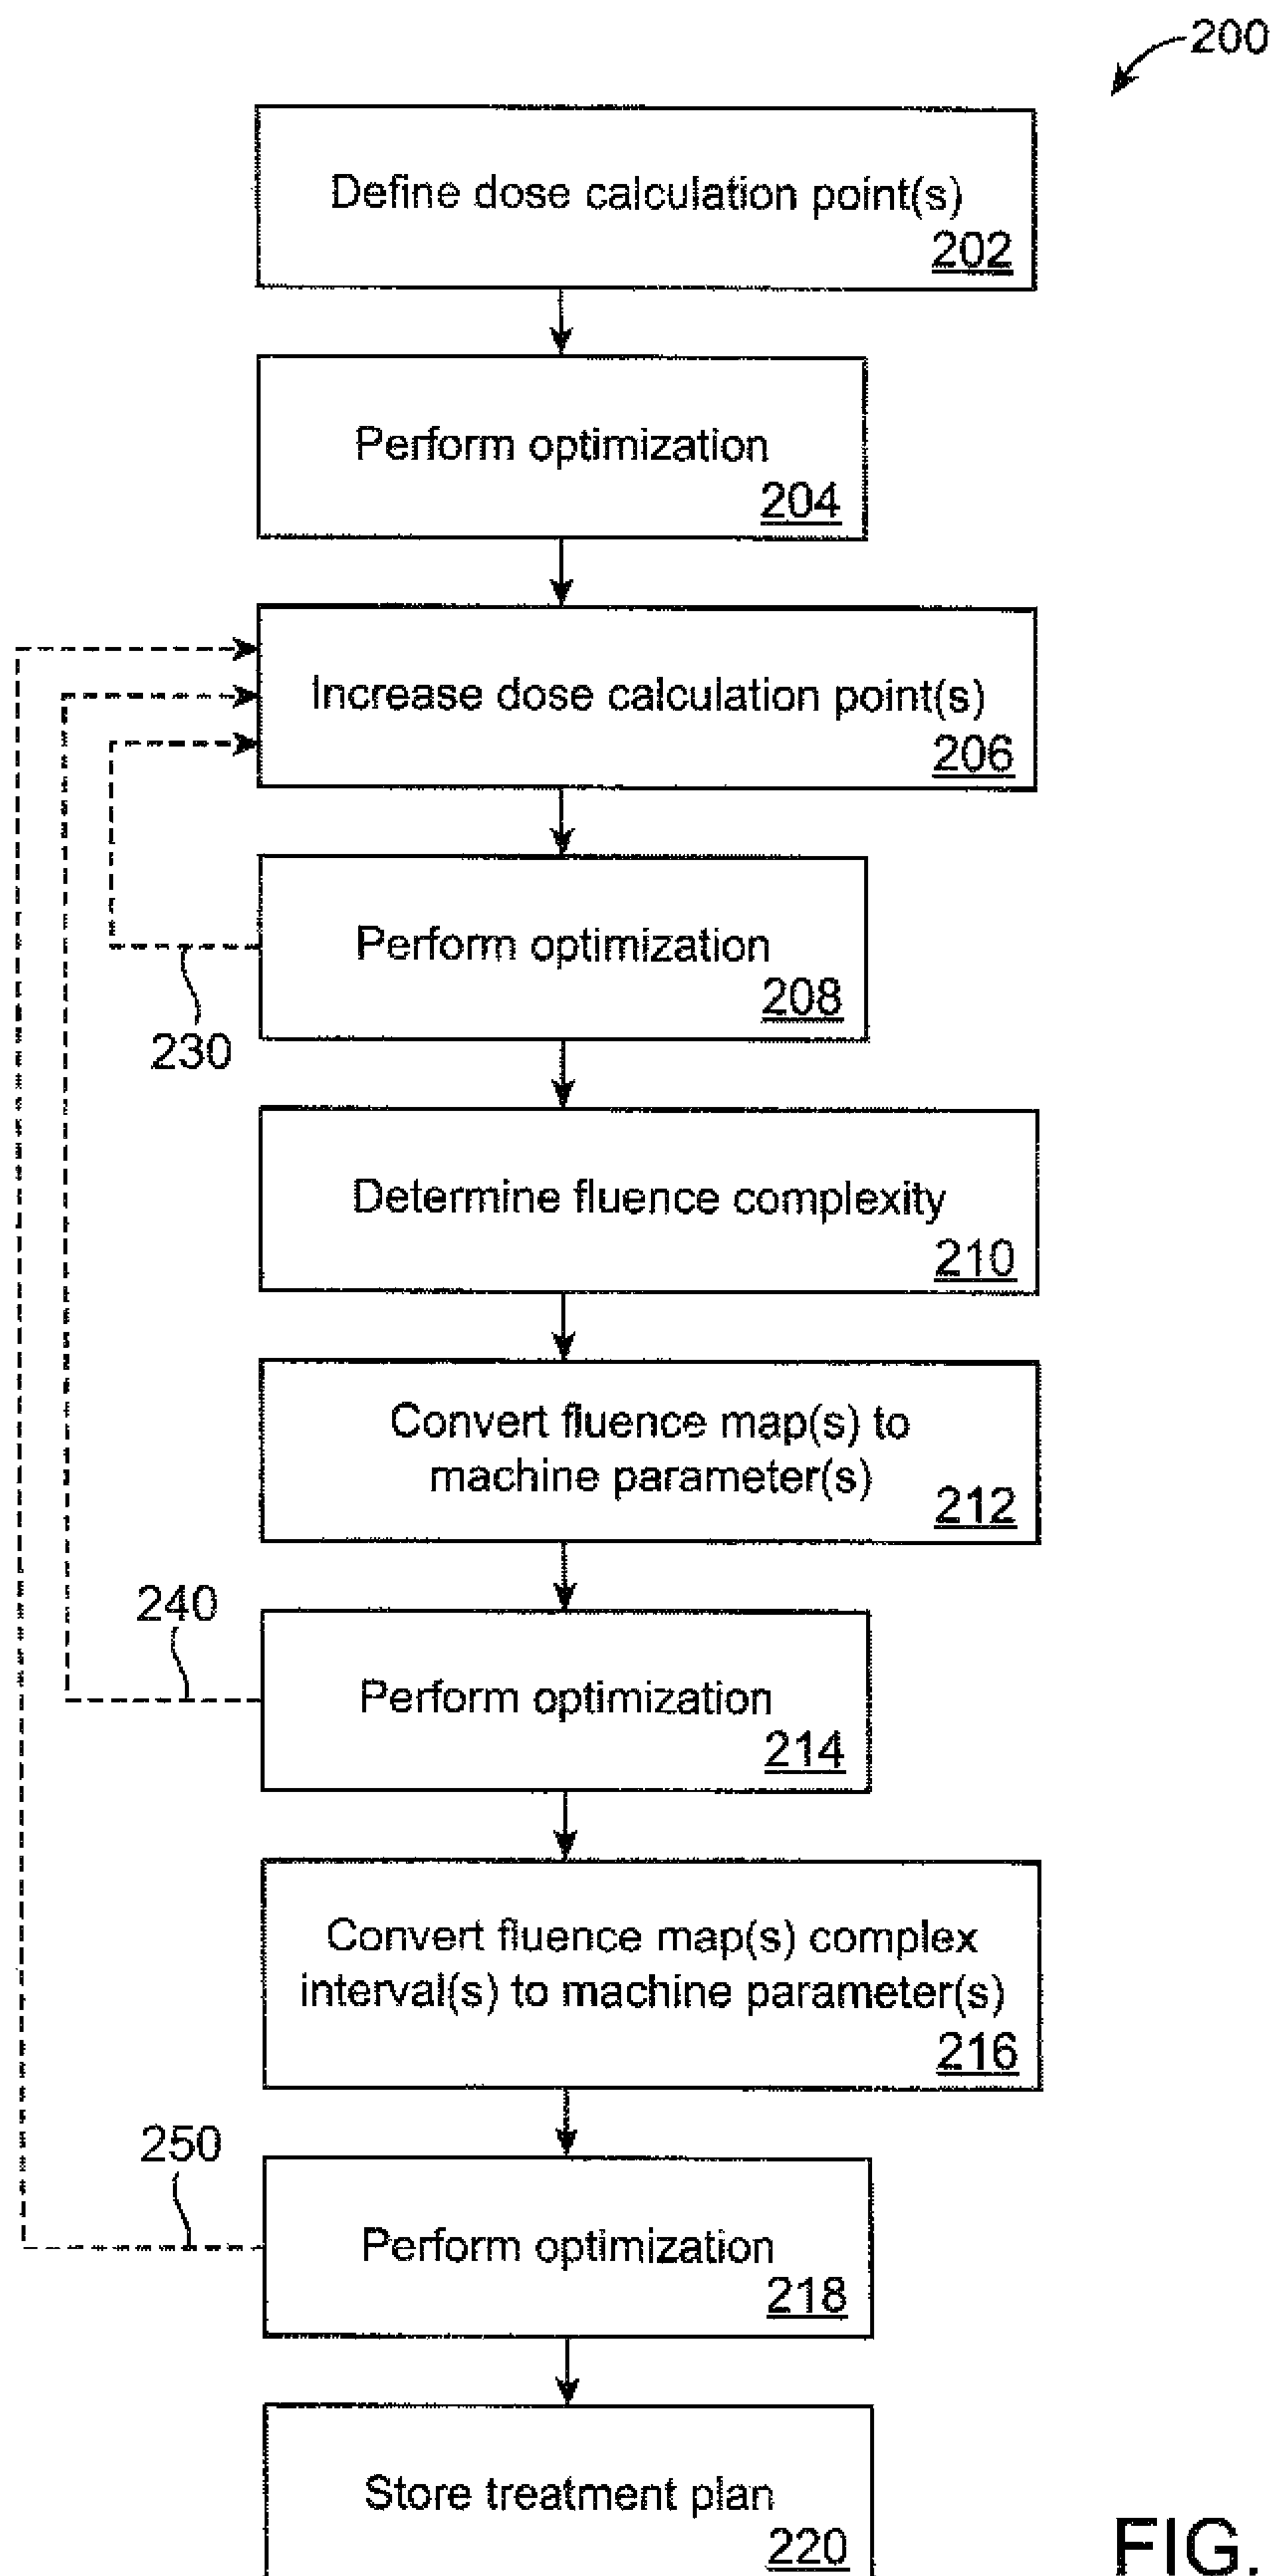 200
Define dose calculation point(s)
202
Perform optimization
204
Increase dose calculation point(s)
206
Perform optimization
208
230
Determine fluence complexity
210
Convert fluence map(s) to
machine parameter(s)
212
240
Perform optimization
214
Convert fluence map(s) complex
interval(s) to machine parameter(s)
216
250
Perform optimization
218
Store treatment plan
220
FIG.